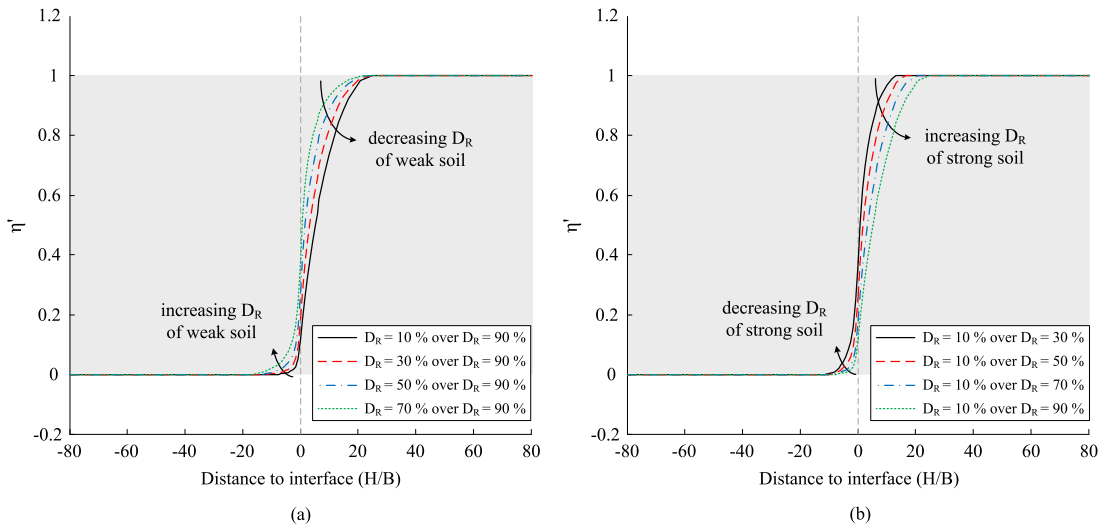 1.2
1
0.8
0.6
0.4
0.2
0
-0.2
η'
decreasing D_R
of weak soil
increasing D_R
of weak soil
D_R = 10 % over D_R = 90 %
D_R = 30 % over D_R = 90 %
D_R = 50 % over D_R = 90 %
D_R = 70 % over D_R = 90 %
-80 -60 -40 -20 0 20 40 60 80
Distance to interface (H/B)
(a)
1.2
1
0.8
0.6
0.4
0.2
0
-0.2
η'
increasing D_R
of strong soil
decreasing D_R
of strong soil
D_R = 10 % over D_R = 30 %
D_R = 10 % over D_R = 50 %
D_R = 10 % over D_R = 70 %
D_R = 10 % over D_R = 90 %
-80 -60 -40 -20 0 20 40 60 80
Distance to interface (H/B)
(b)